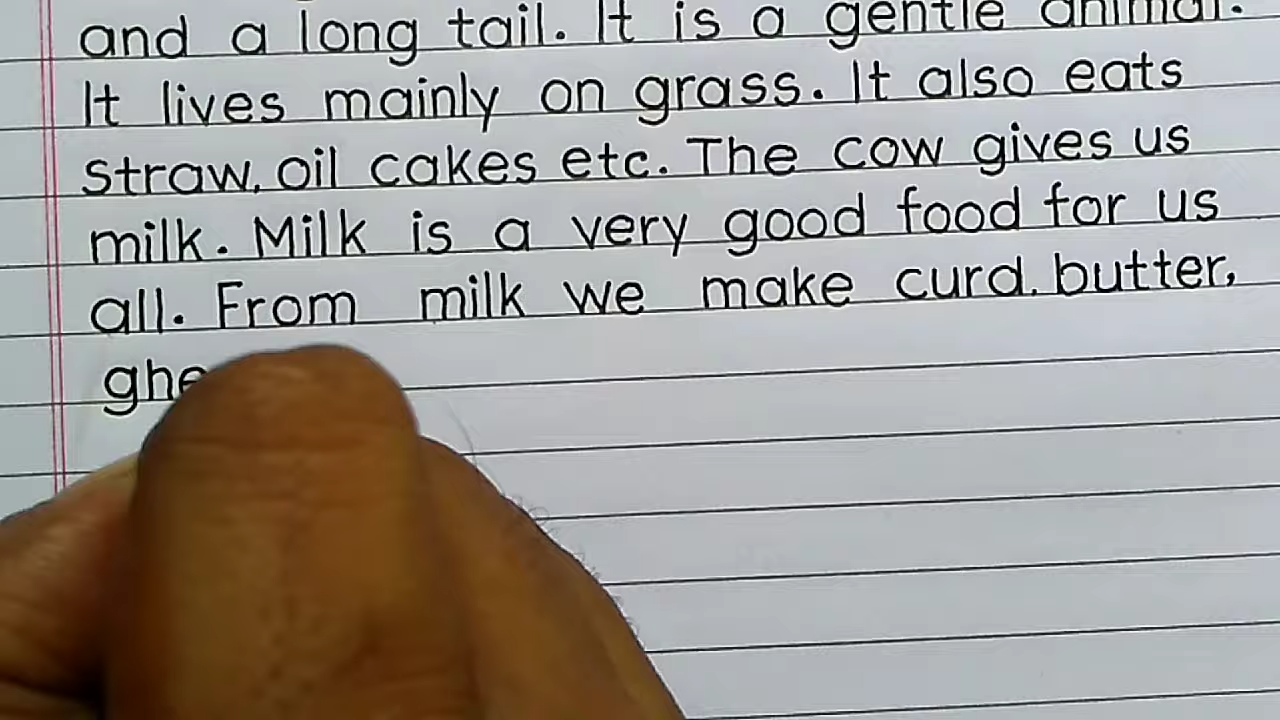 and a long tail. It is a gentle animal.
It lives mainly on grass. It also eats
straw, oil cakes etc. The cow gives us
milk. Milk is a very good food for us
all. From milk we make curd. butter,
ghe